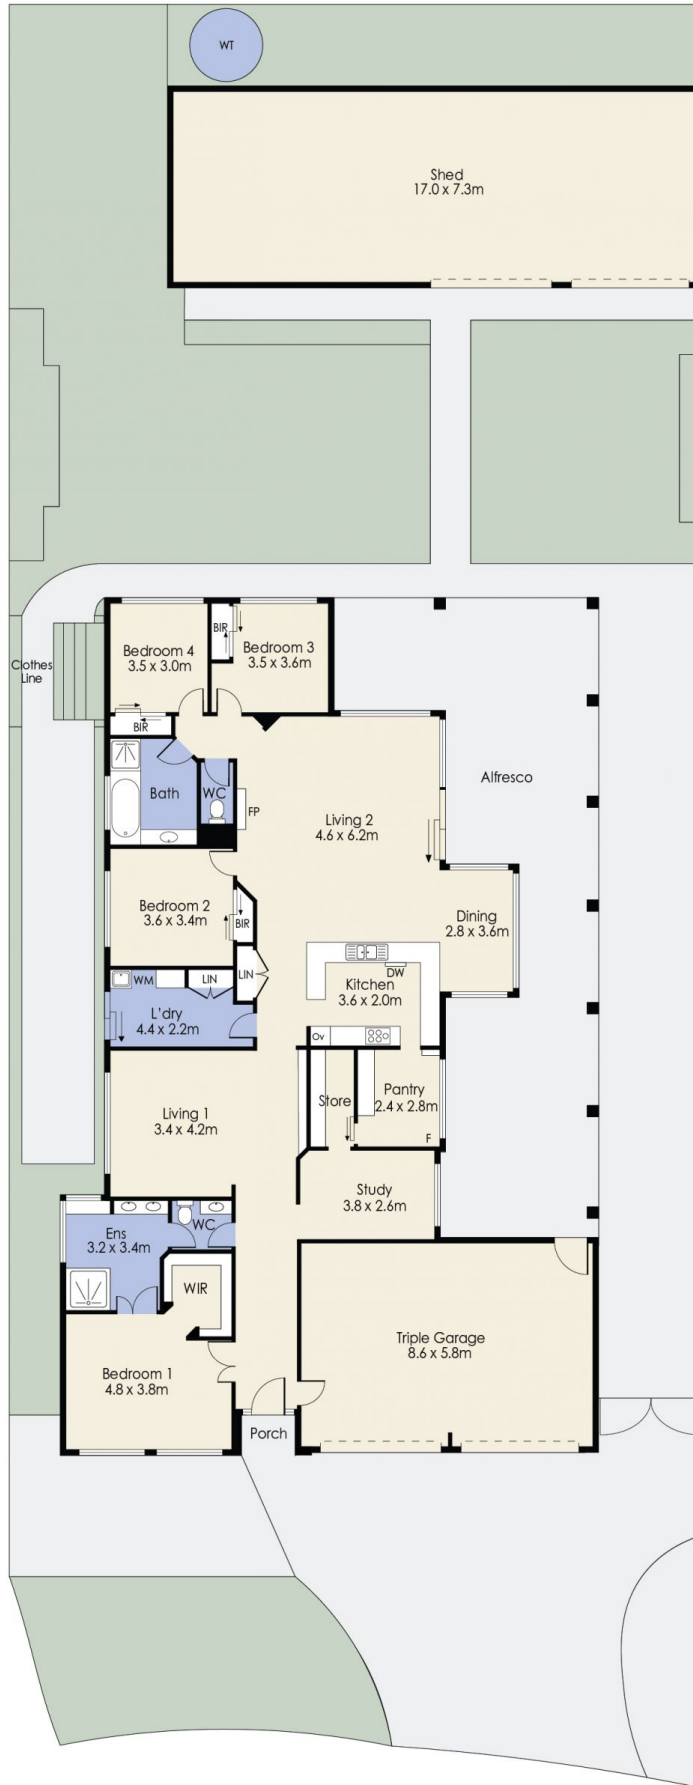 WT
Shed
17.0 x 7.3m
Clothes
Line
Bedroom 4
3.5 x 3.0m
BIR
BIR
Bedroom 3
3.5 x 3.6m
Bath
WC
FP
Living 2
4.6 x 6.2m
Alfresco
Bedroom 2
3.6 x 3.4m
BIR
Dining
2.8 x 3.6m
WM
LIN
LIN
L'dry
4.4 x 2.2m
DW
Kitchen
3.6 x 2.0m
Ov
Living 1
3.4 x 4.2m
Store
Pantry
2.4 x 2.8m
F
Study
3.8 x 2.6m
Ens
3.2 x 3.4m
WC
WIR
Bedroom 1
4.8 x 3.8m
Triple Garage
8.6 x 5.8m
Porch